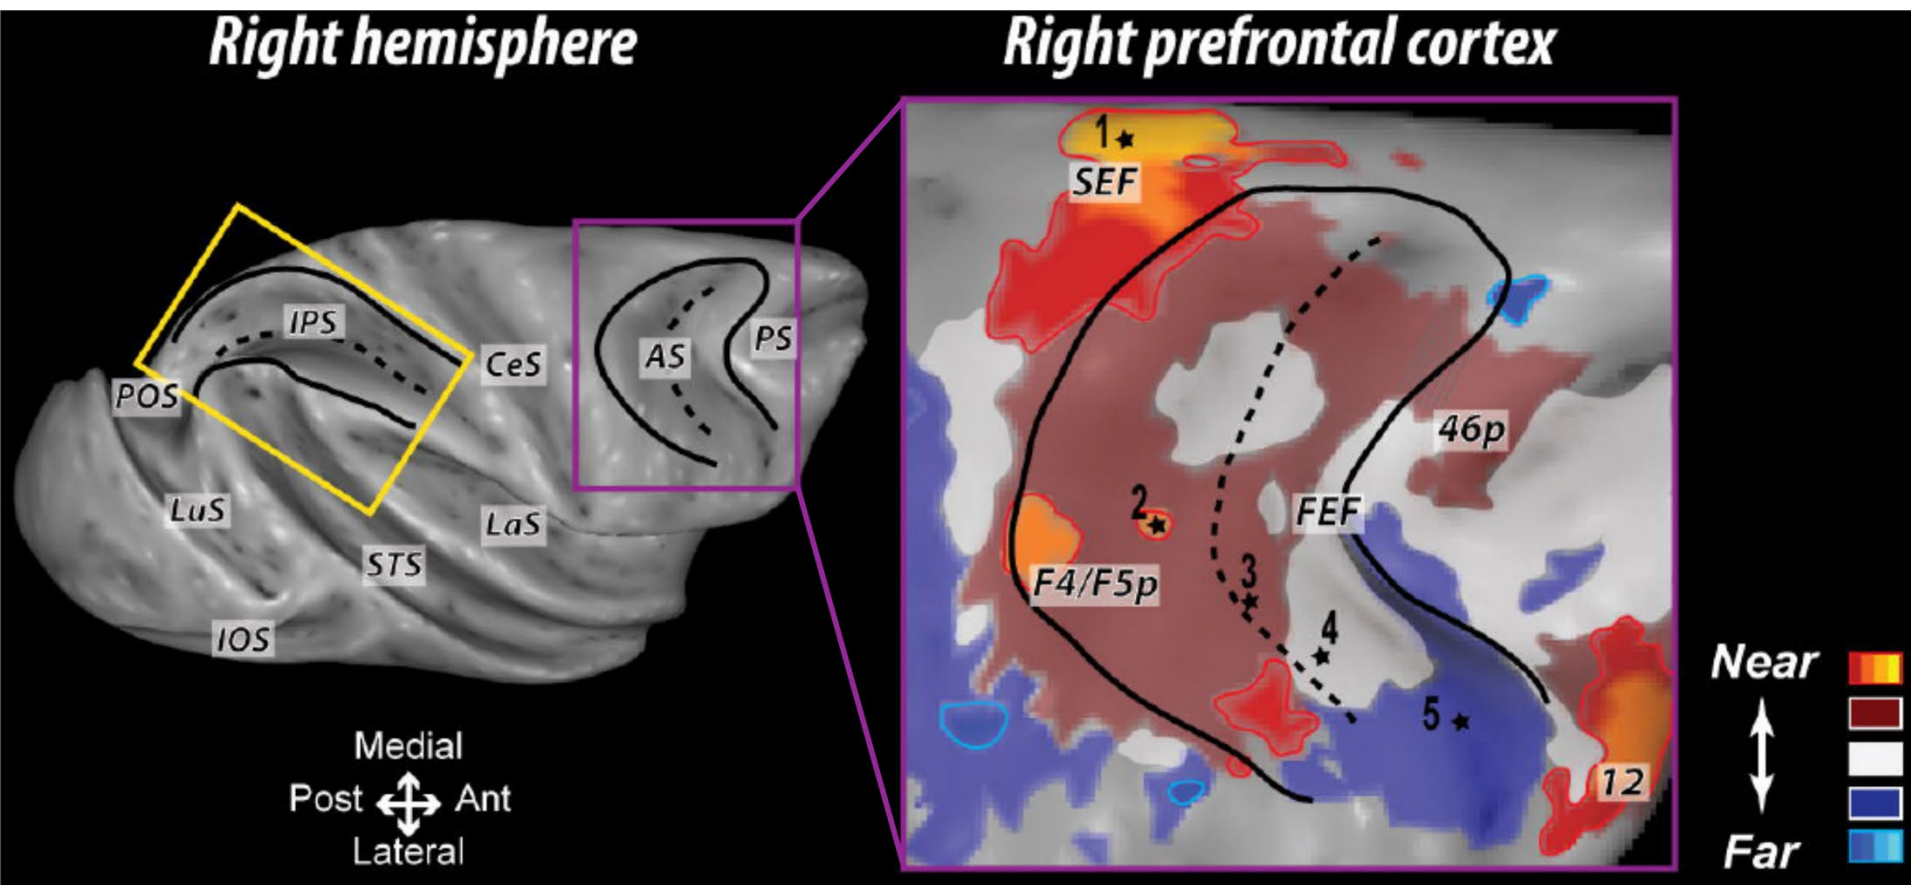 Right hemisphere
Right prefrontal cortex
IPS
POS
CeS
AS
PS
LuS
STS
LaS
IOS
Medial
Post
Ant
Lateral
1
SEF
46p
2
FEF
F4/F5p
3
4
5
12
Near
Far